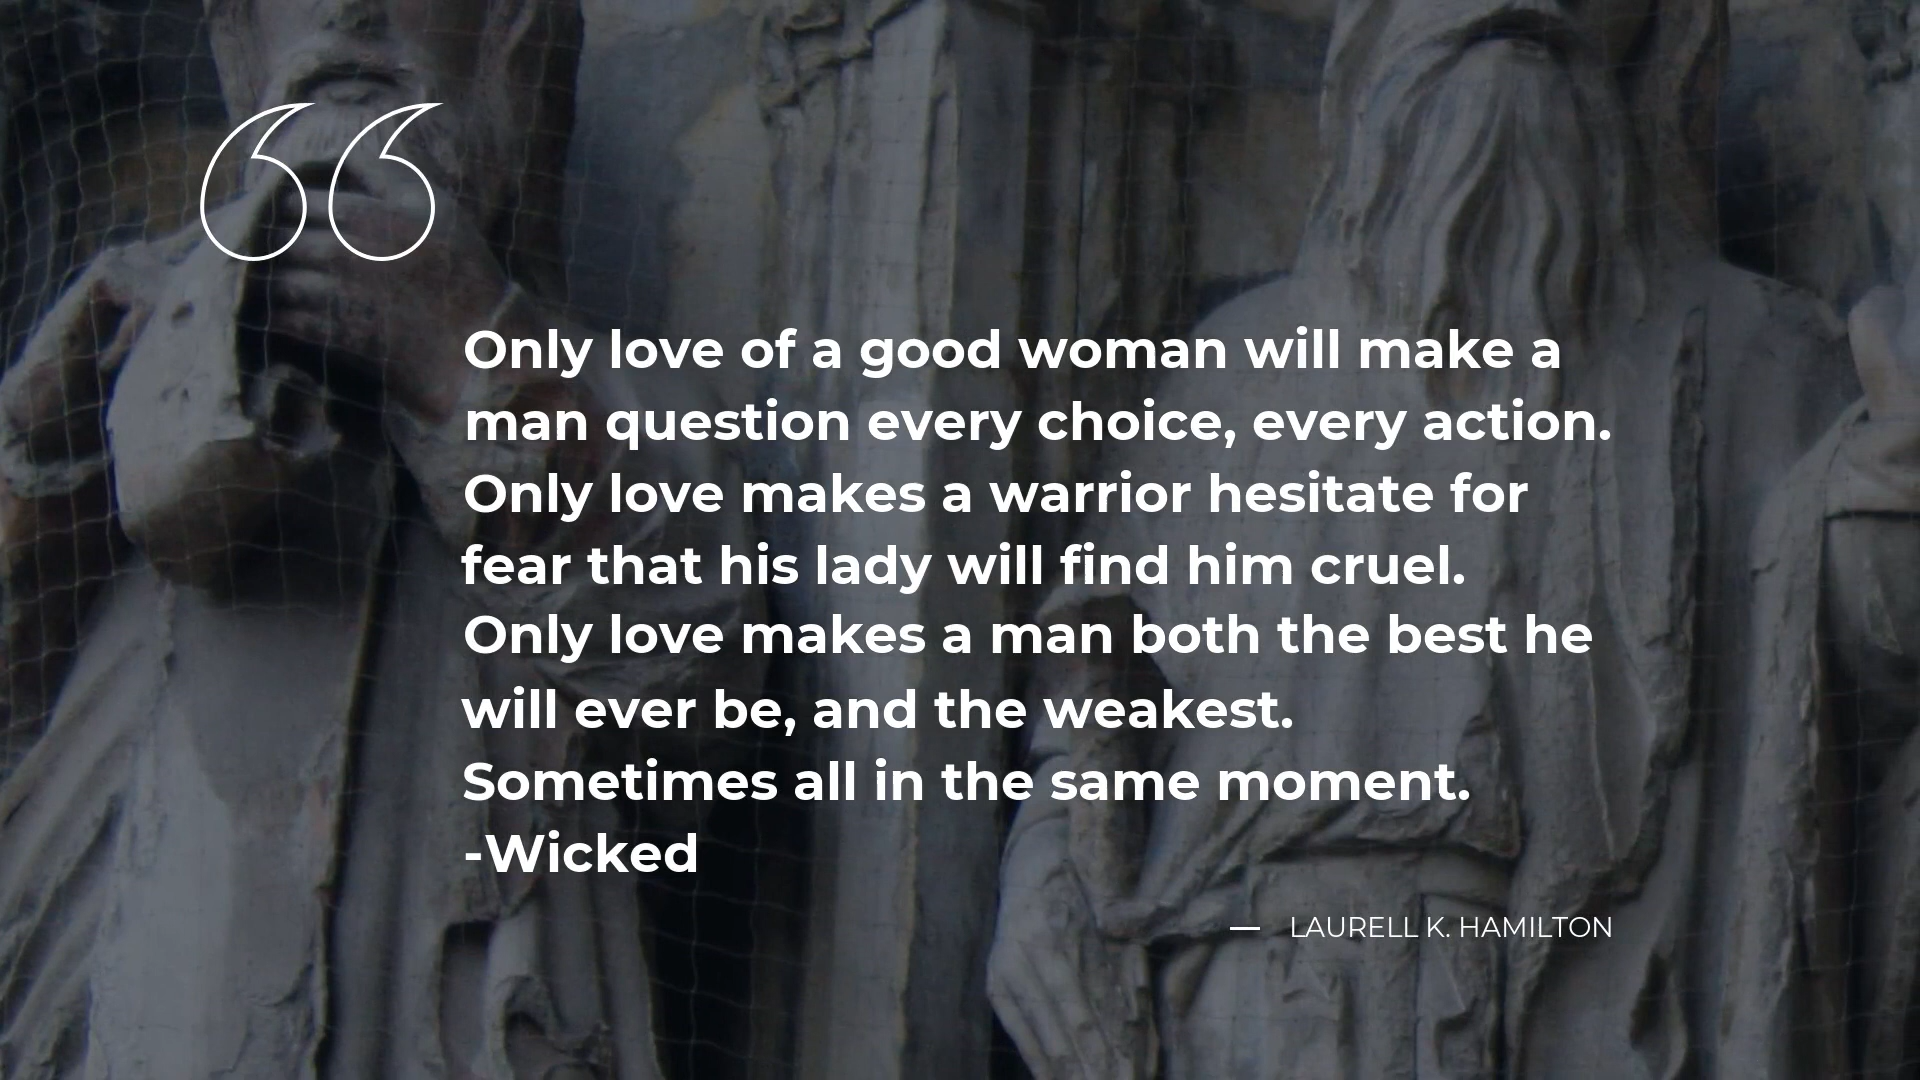 Only love of a good woman will make a
man question every choice, every action.
Only love makes a warrior hesitate for
fear that his lady will find him cruel.
Only love makes a man both the best he
will ever be, and the weakest.
Sometimes all in the same moment.
-Wicked
— LAURELL K. HAMILTON